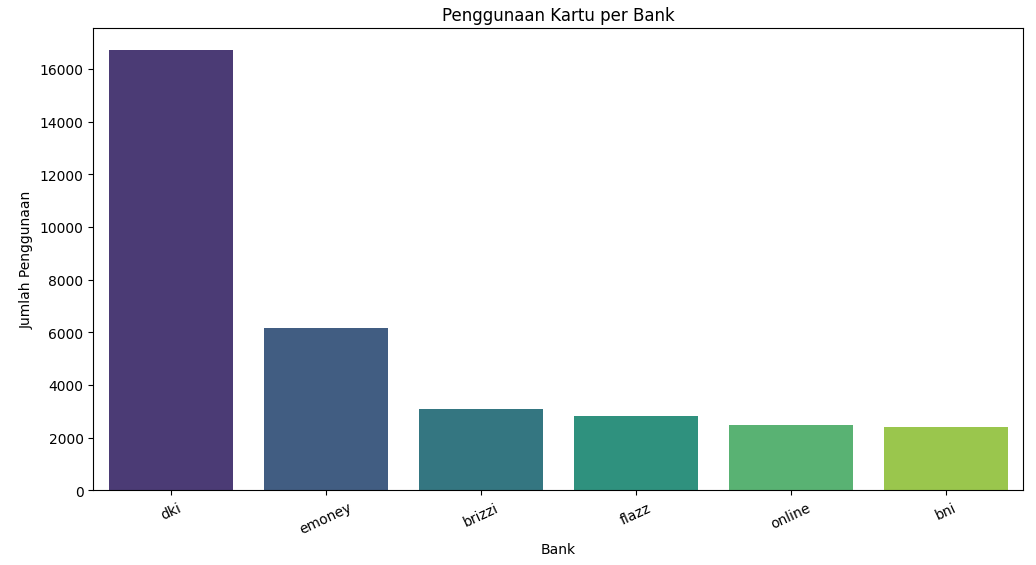 Penggunaan Kartu per Bank
Jumlah Penggunaan
16000
14000
12000
10000
8000
6000
4000
2000
0
dki
emoney
brizzi
flazz
online
bni
Bank